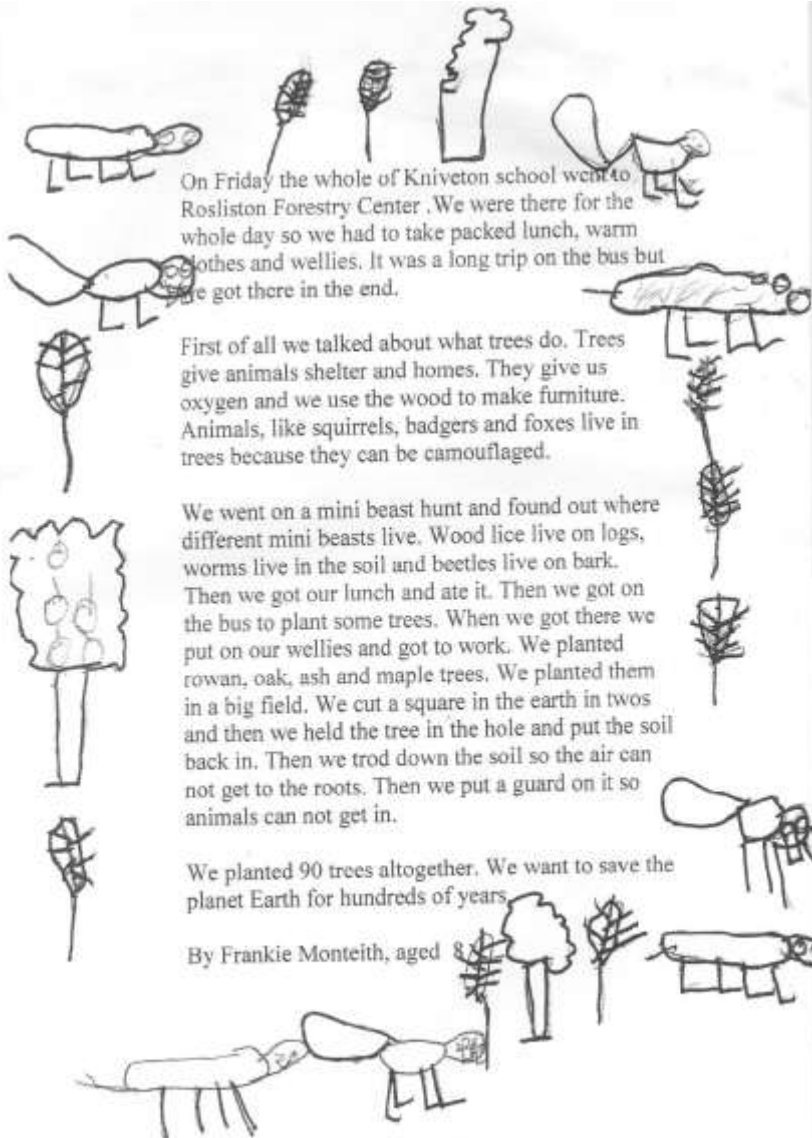 On Friday the whole of Kniveton school went to
Rosliston Forestry Center .We were there for the
whole day so we had to take packed lunch, warm
clothes and wellies. It was a long trip on the bus but
we got there in the end.
First of all we talked about what trees do. Trees
give animals shelter and homes. They give us
oxygen and we use the wood to make furniture.
Animals, like squirrels, badgers and foxes live in
trees because they can be camouflaged.
We went on a mini beast hunt and found out where
different mini beasts live. Wood lice live on logs,
worms live in the soil and beetles live on bark.
Then we got our lunch and ate it. Then we got on
the bus to plant some trees. When we got there we
put on our wellies and got to work. We planted
rowan, oak, ash and maple trees. We planted them
in a big field. We cut a square in the earth in twos
and then we held the tree in the hole and put the soil
back in. Then we trod down the soil so the air can
not get to the roots. Then we put a guard on it so
animals can not get in.
We planted 90 trees altogether. We want to save the
planet Earth for hundreds of years.
By Frankie Monteith, aged 8